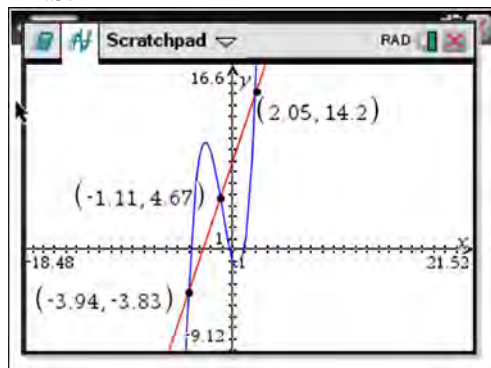 Scratchpad RAD
16.6 y
(2.05, 14.2)
(-1.11, 4.67)
1 x
-18.48 1 21.52
(-3.94, -3.83)
-9.12